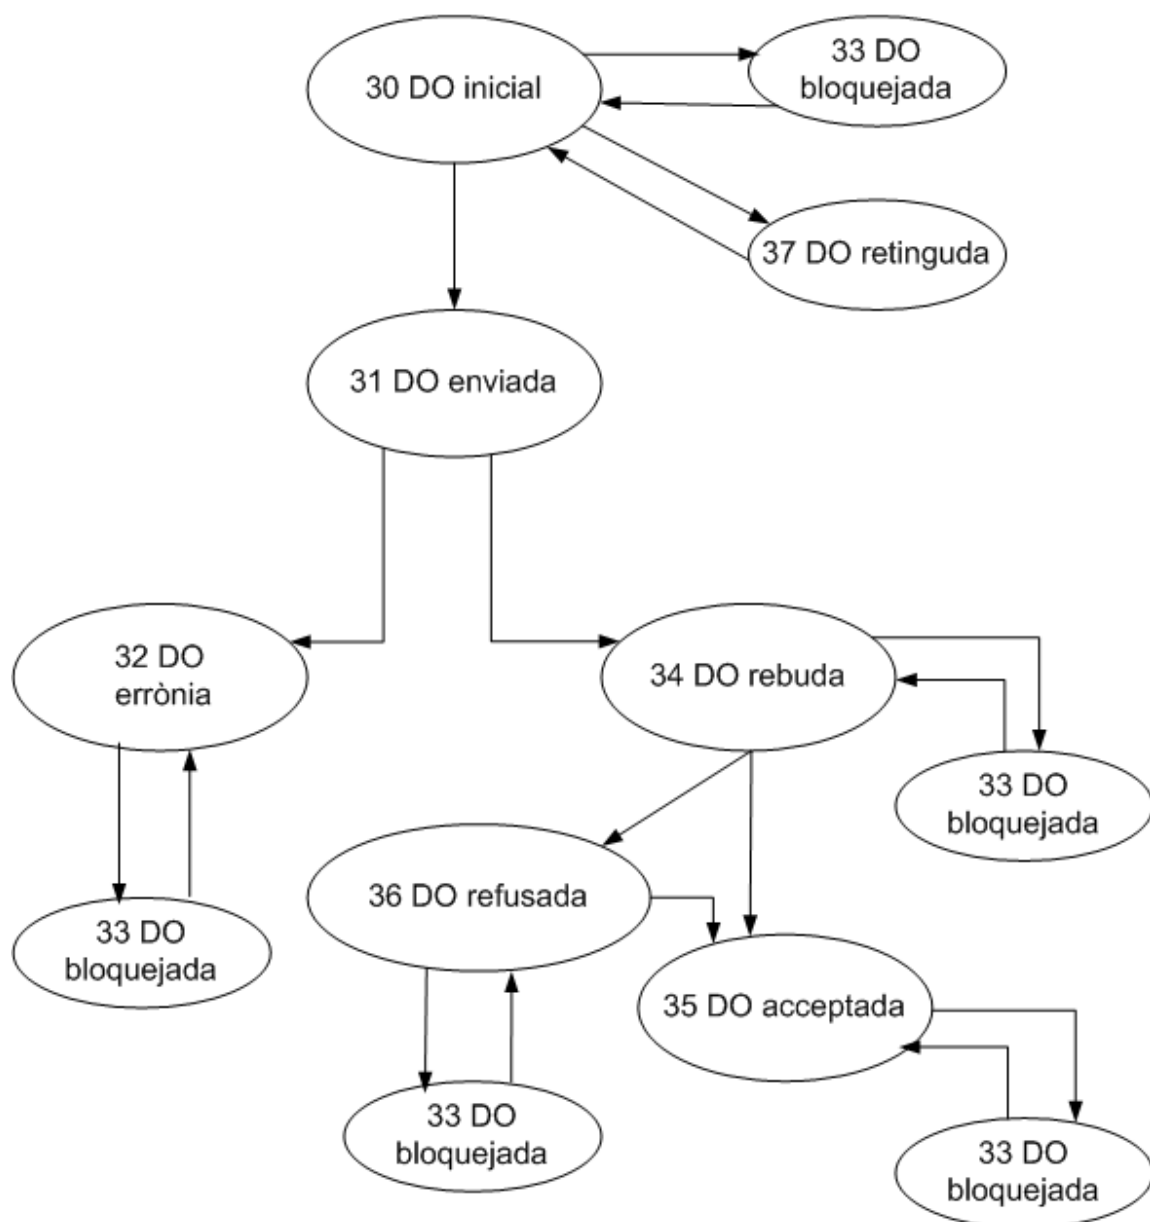 30 DO inicial
33 DO
bloquejada
37 DO retinguda
31 DO enviada
32 DO
errònia
34 DO rebuda
33 DO
bloquejada
36 DO refusada
33 DO
bloquejada
35 DO acceptada
33 DO
bloquejada
33 DO
bloquejada